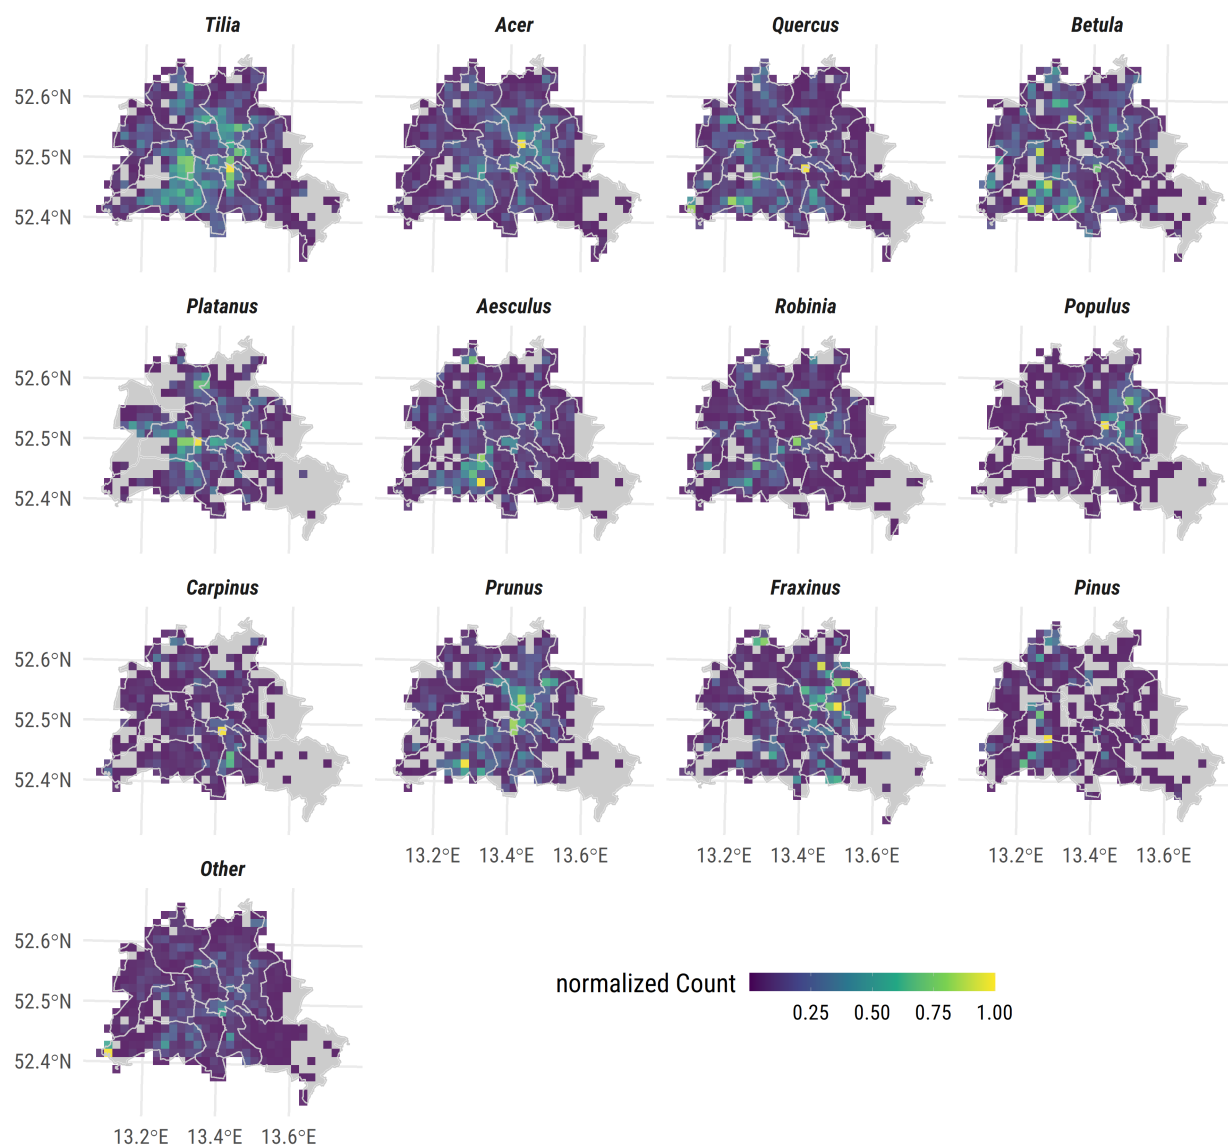 Tilia Acer Quercus Betula
52.6°N
52.5°N
52.4°N
Platanus Aesculus Robinia Populus
52.6°N
52.5°N
52.4°N
Carpinus Prunus Fraxinus Pinus
52.6°N
52.5°N
52.4°N
13.2°E 13.4°E 13.6°E 13.2°E 13.4°E 13.6°E 13.2°E 13.4°E 13.6°E
Other
52.6°N
52.5°N
52.4°N
13.2°E 13.4°E 13.6°E
normalized Count
0.25 0.50 0.75 1.00